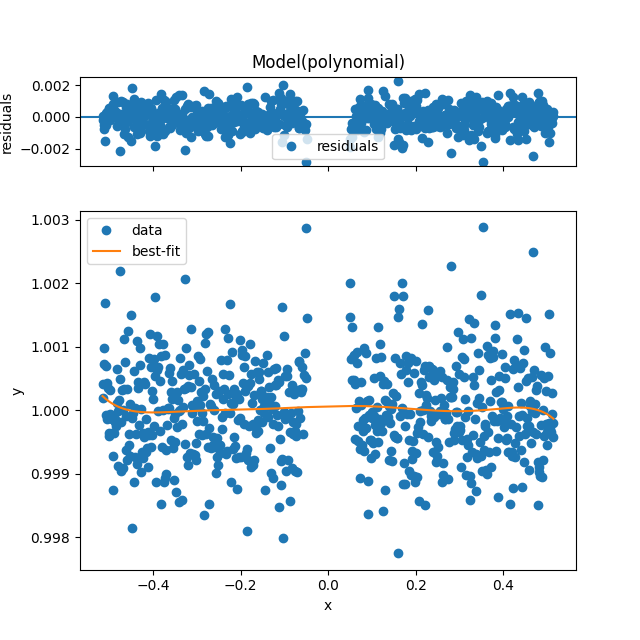 Model(polynomial)
0.002
0.000
−0.002
residuals
residuals
1.003
1.002
1.001
1.000
0.999
0.998
y
data
best-fit
−0.4 −0.2 0.0 0.2 0.4
x